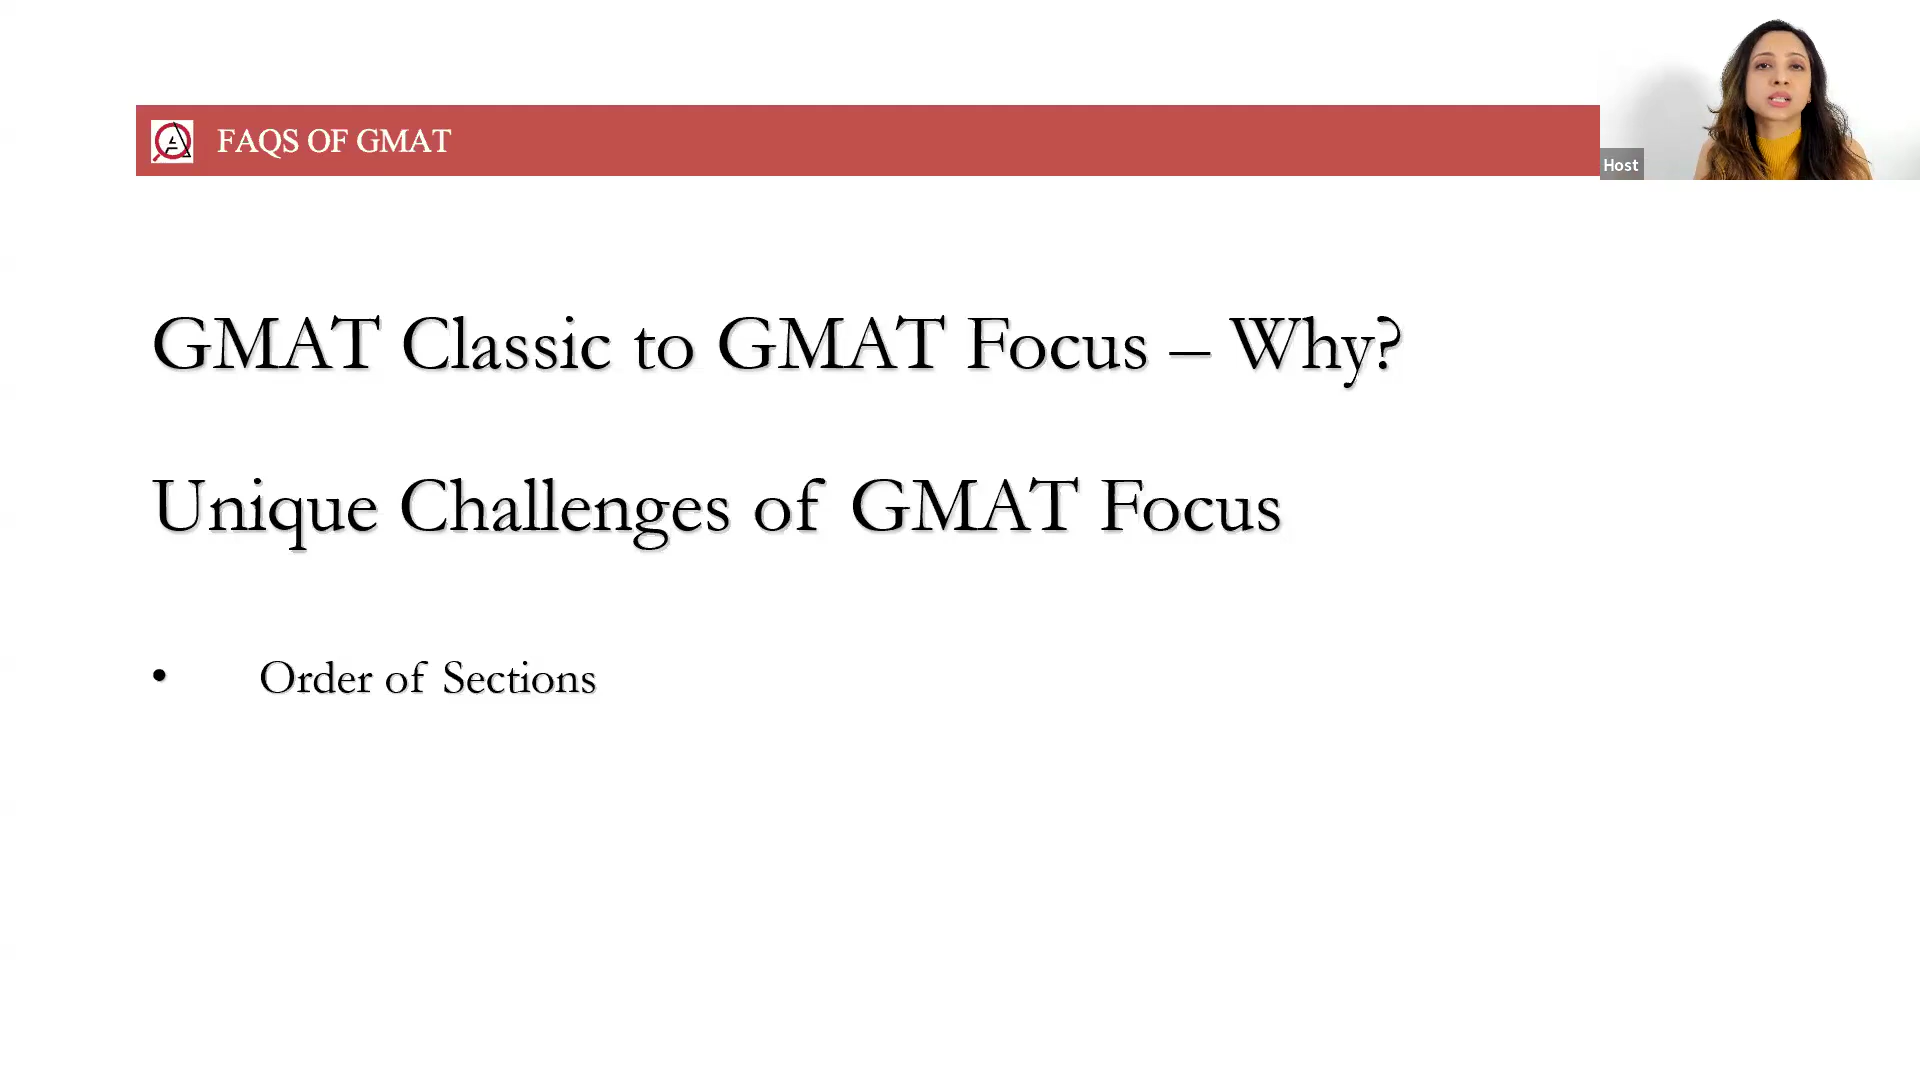 FAQS OF GMAT
Host
GMAT Classic to GMAT Focus – Why?
Unique Challenges of GMAT Focus
• Order of Sections